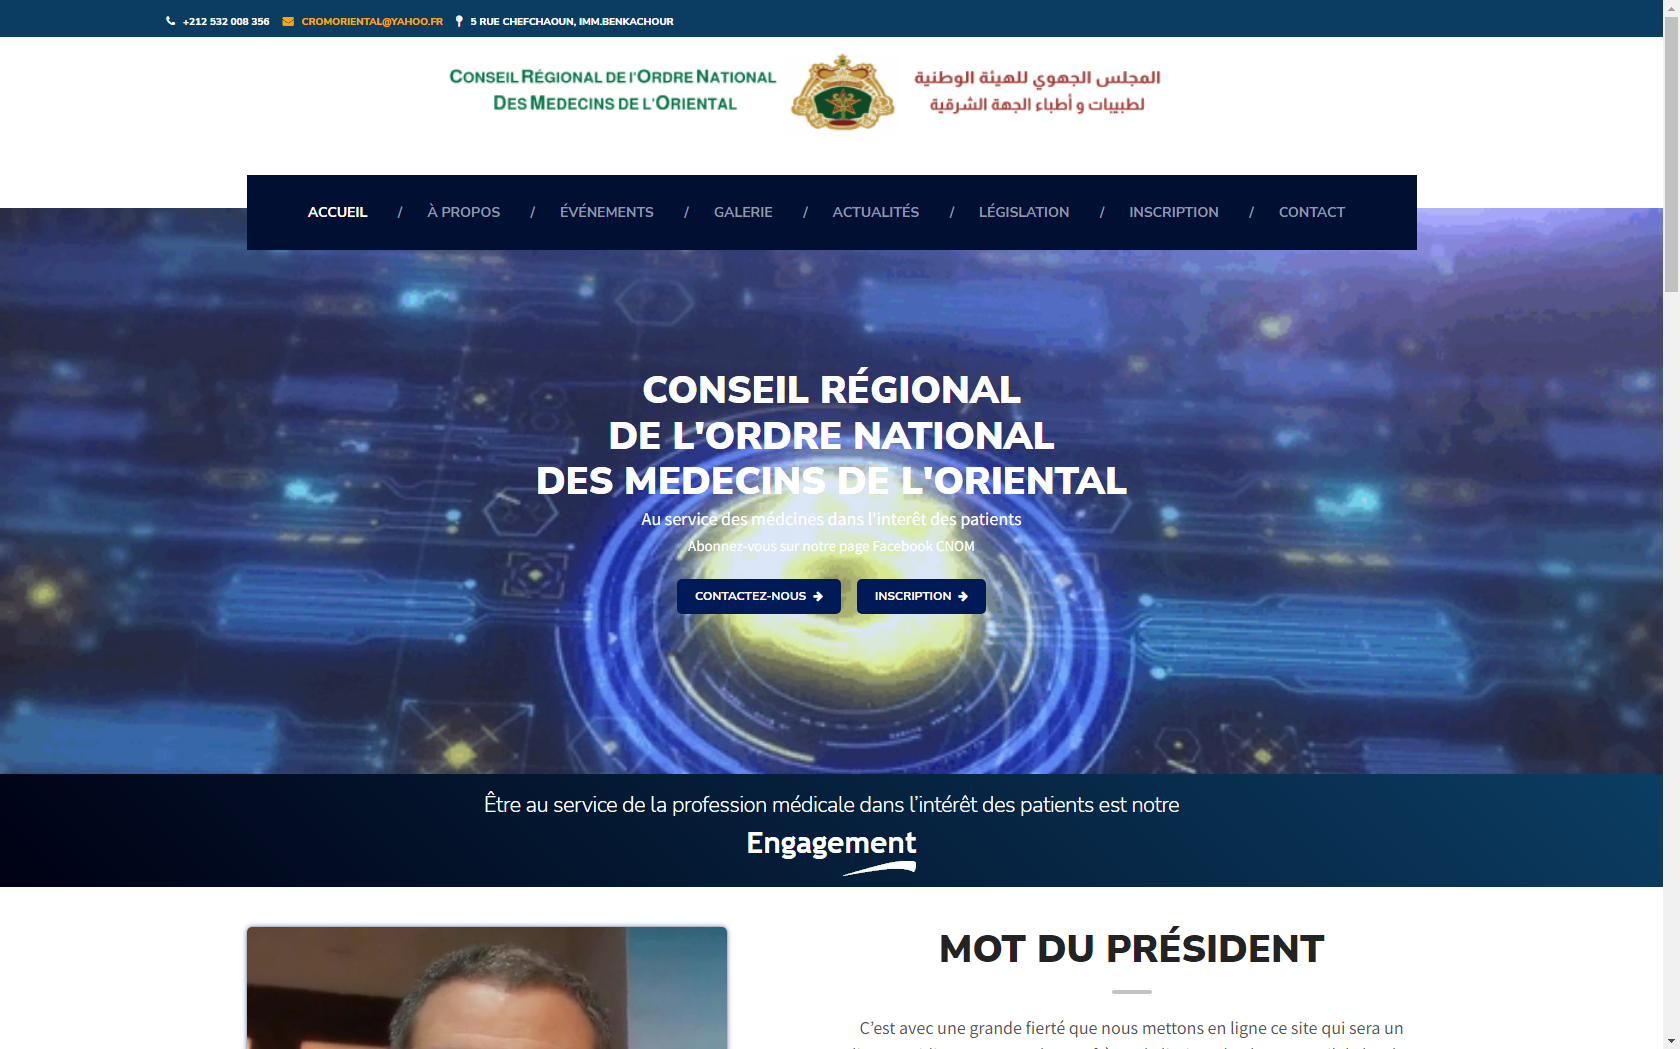 +212 532 008 356 CROMORIENTAL@YAHOO.FR 5 RUE CHEFCHAOUN, IMM.BENKACHOUR
CONSEIL RÉGIONAL DE l'ORDRE NATIONAL
DES MEDECINS DE L'ORIENTAL
المجلس الجهوي للهيئة الوطنية
لطبيبات و أطباء الجهة الشرقية
ACCUEIL / À PROPOS / ÉVÉNEMENTS / GALERIE / ACTUALITÉS / LÉGISLATION / INSCRIPTION / CONTACT
CONSEIL RÉGIONAL
DE L'ORDRE NATIONAL
DES MEDECINS DE L'ORIENTAL
Au service des médcines dans l'interêt des patients
Abonnez-vous sur notre page Facebook CNOM
CONTACTEZ-NOUS INSCRIPTION
Être au service de la profession médicale dans l’intérêt des patients est notre
Engagement
MOT DU PRÉSIDENT
C’est avec une grande fierté que nous mettons en ligne ce site qui sera un